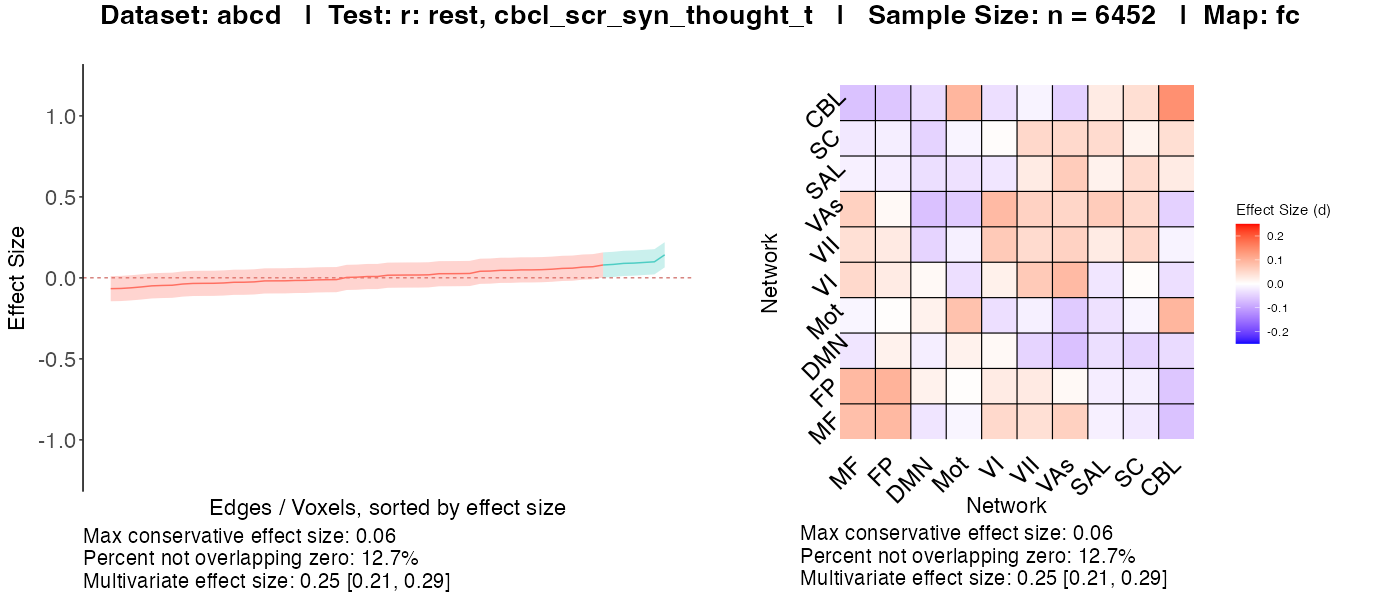 Dataset: abcd | Test: r: rest, cbcl_scr_syn_thought_t | Sample Size: n = 6452 | Map: fc
1.0
0.5
0.0
-0.5
-1.0
Effect Size
Edges / Voxels, sorted by effect size
Max conservative effect size: 0.06
Percent not overlapping zero: 12.7%
Multivariate effect size: 0.25 [0.21, 0.29]
Network
CBL
SC
SAL
VAs
VII
VI
Mot
DMN
FP
MF
MF FP DMN Mot VI VII VAs SAL SC CBL
Network
Effect Size (d)
0.2
0.1
0.0
-0.1
-0.2
Max conservative effect size: 0.06
Percent not overlapping zero: 12.7%
Multivariate effect size: 0.25 [0.21, 0.29]